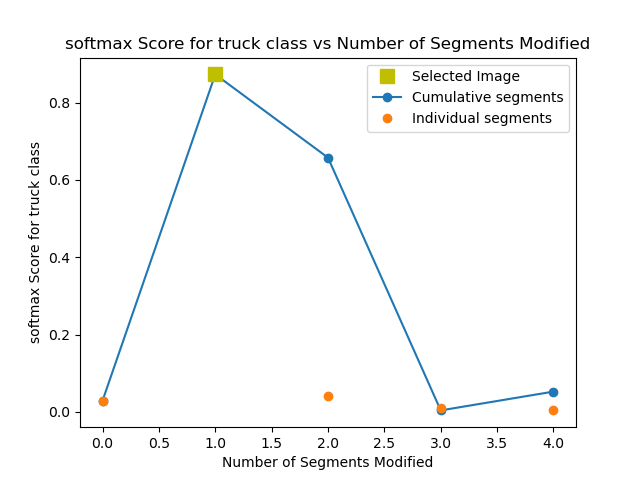 softmax Score for truck class vs Number of Segments Modified
Selected Image
Cumulative segments
Individual segments
softmax Score for truck class
0.8
0.6
0.4
0.2
0.0
0.0 0.5 1.0 1.5 2.0 2.5 3.0 3.5 4.0
Number of Segments Modified